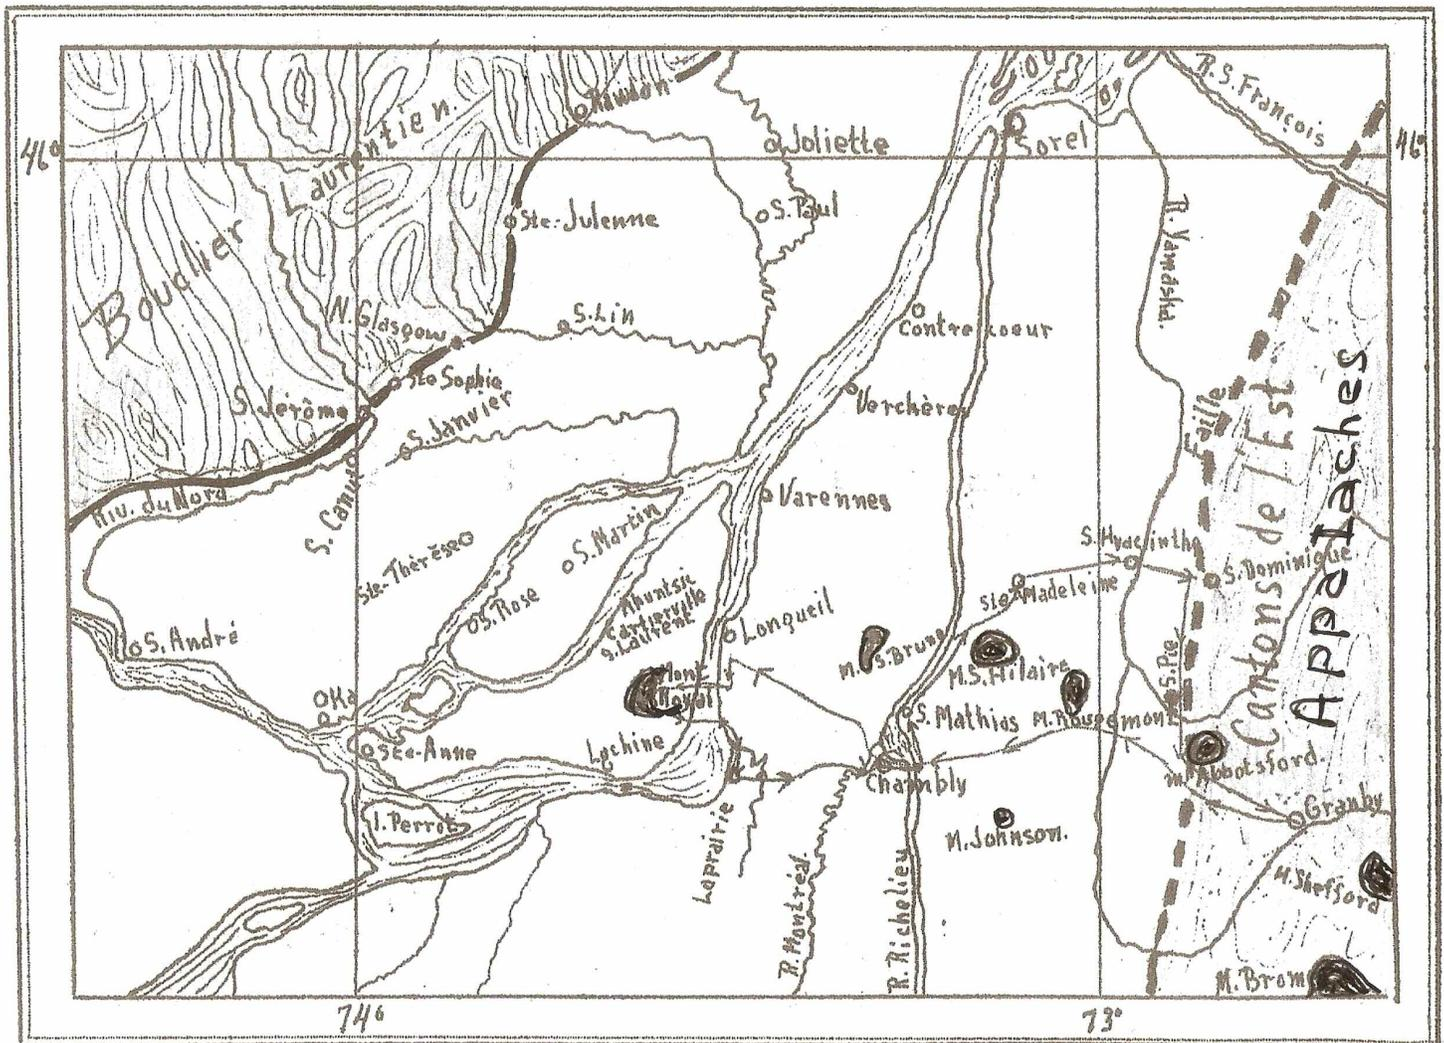 46°
46°
Bouclier Laurentien.
Rawdon
Joliette
Sorel
R.S. François
Ste-Julenne
S. Paul
R. Yamaska.
N. Glasgow
S. Lin
Contrecoeur
Ste Sophie
S. Jérôme
S. Janvier
Verchères
Faille
Cantons de l'Est.
Appalaches
Riv. du Nord
S. Canut
Varennes
S. Martin
Ste-Thérèse
S. Hyacinthe
S. Dominique
Ste Madeleine
S. Rose
Ahuntsic
Cartierville
S. Laurent
Longueil
S. André
M. S. Bruno
M. S. Hilaire
S. Pie
Mont
Royal
Oka
S. Mathias
M. Rougemont
Ste-Anne
Lachine
Chambly
M. Abbotsford.
I. Perrot
Granby
M. Johnson.
Laprairie
R. Montréal.
R. Richelieu
M. Shefford
M. Brome
74°
73°